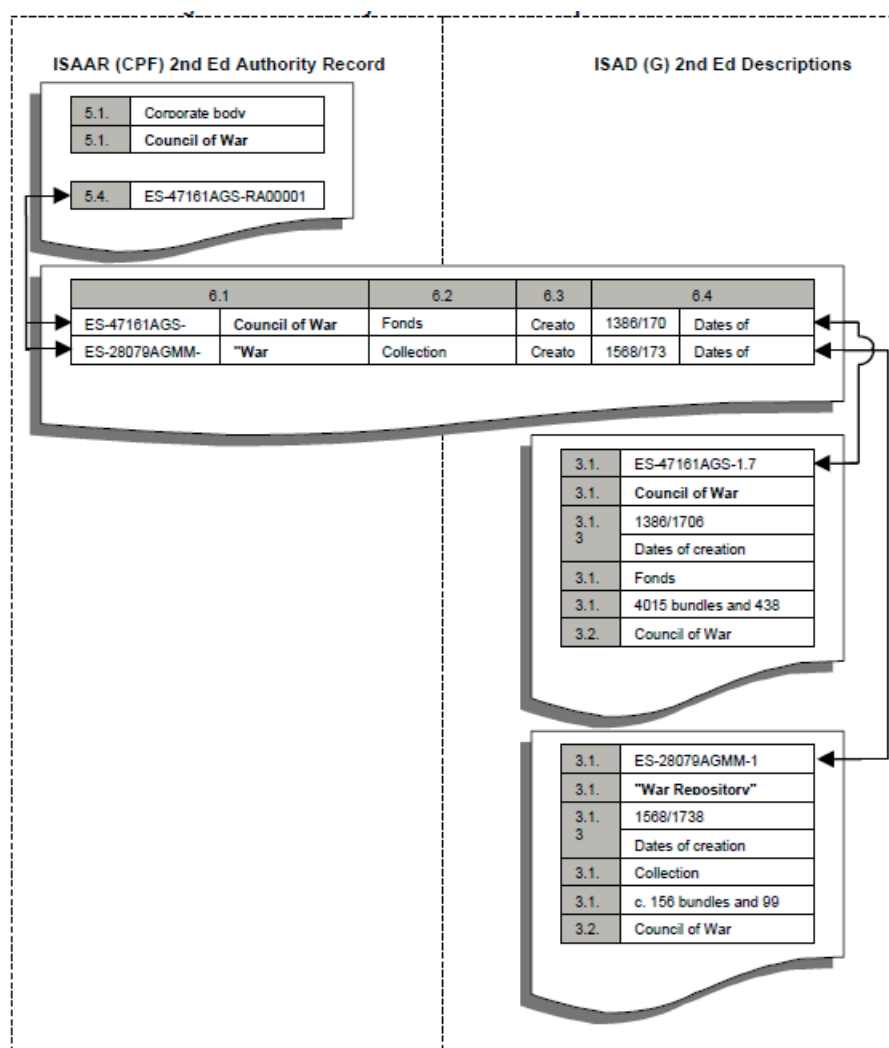 ISAAR (CPF) 2nd Ed Authority Record
ISAD (G) 2nd Ed Descriptions
5.1. Corporate body
5.1. Council of War
5.4. ES-47161AGS-RA00001
6.1 6.2 6.3 6.4
ES-47161AGS- Council of War Fonds Creato 1386/170 Dates of
ES-28079AGMM- "War Collection Creato 1568/173 Dates of
3.1. ES-47161AGS-1.7
3.1. Council of War
3.1. 1386/1706
3
Dates of creation
3.1. Fonds
3.1. 4015 bundles and 438
3.2. Council of War
3.1. ES-28079AGMM-1
3.1. "War Repository"
3.1. 1568/1738
3
Dates of creation
3.1. Collection
3.1. c. 156 bundles and 99
3.2. Council of War